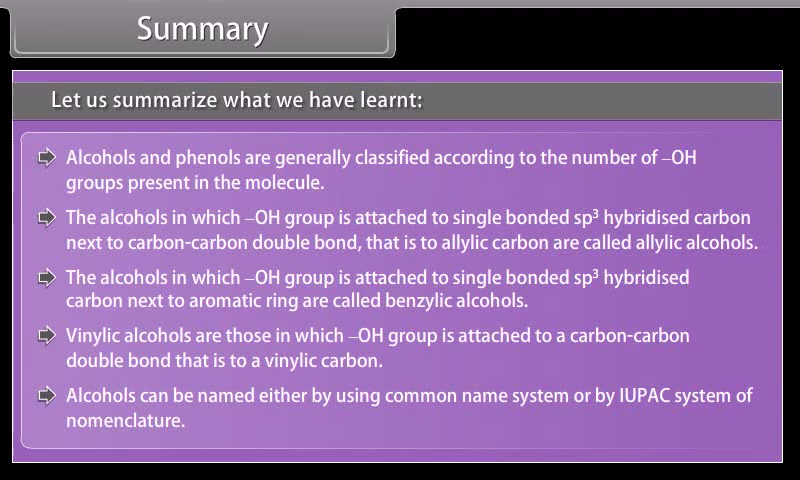 Summary
Let us summarize what we have learnt:
Alcohols and phenols are generally classified according to the number of –OH
groups present in the molecule.
The alcohols in which –OH group is attached to single bonded sp³ hybridised carbon
next to carbon-carbon double bond, that is to allylic carbon are called allylic alcohols.
The alcohols in which –OH group is attached to single bonded sp³ hybridised
carbon next to aromatic ring are called benzylic alcohols.
Vinylic alcohols are those in which –OH group is attached to a carbon-carbon
double bond that is to a vinylic carbon.
Alcohols can be named either by using common name system or by IUPAC system of
nomenclature.